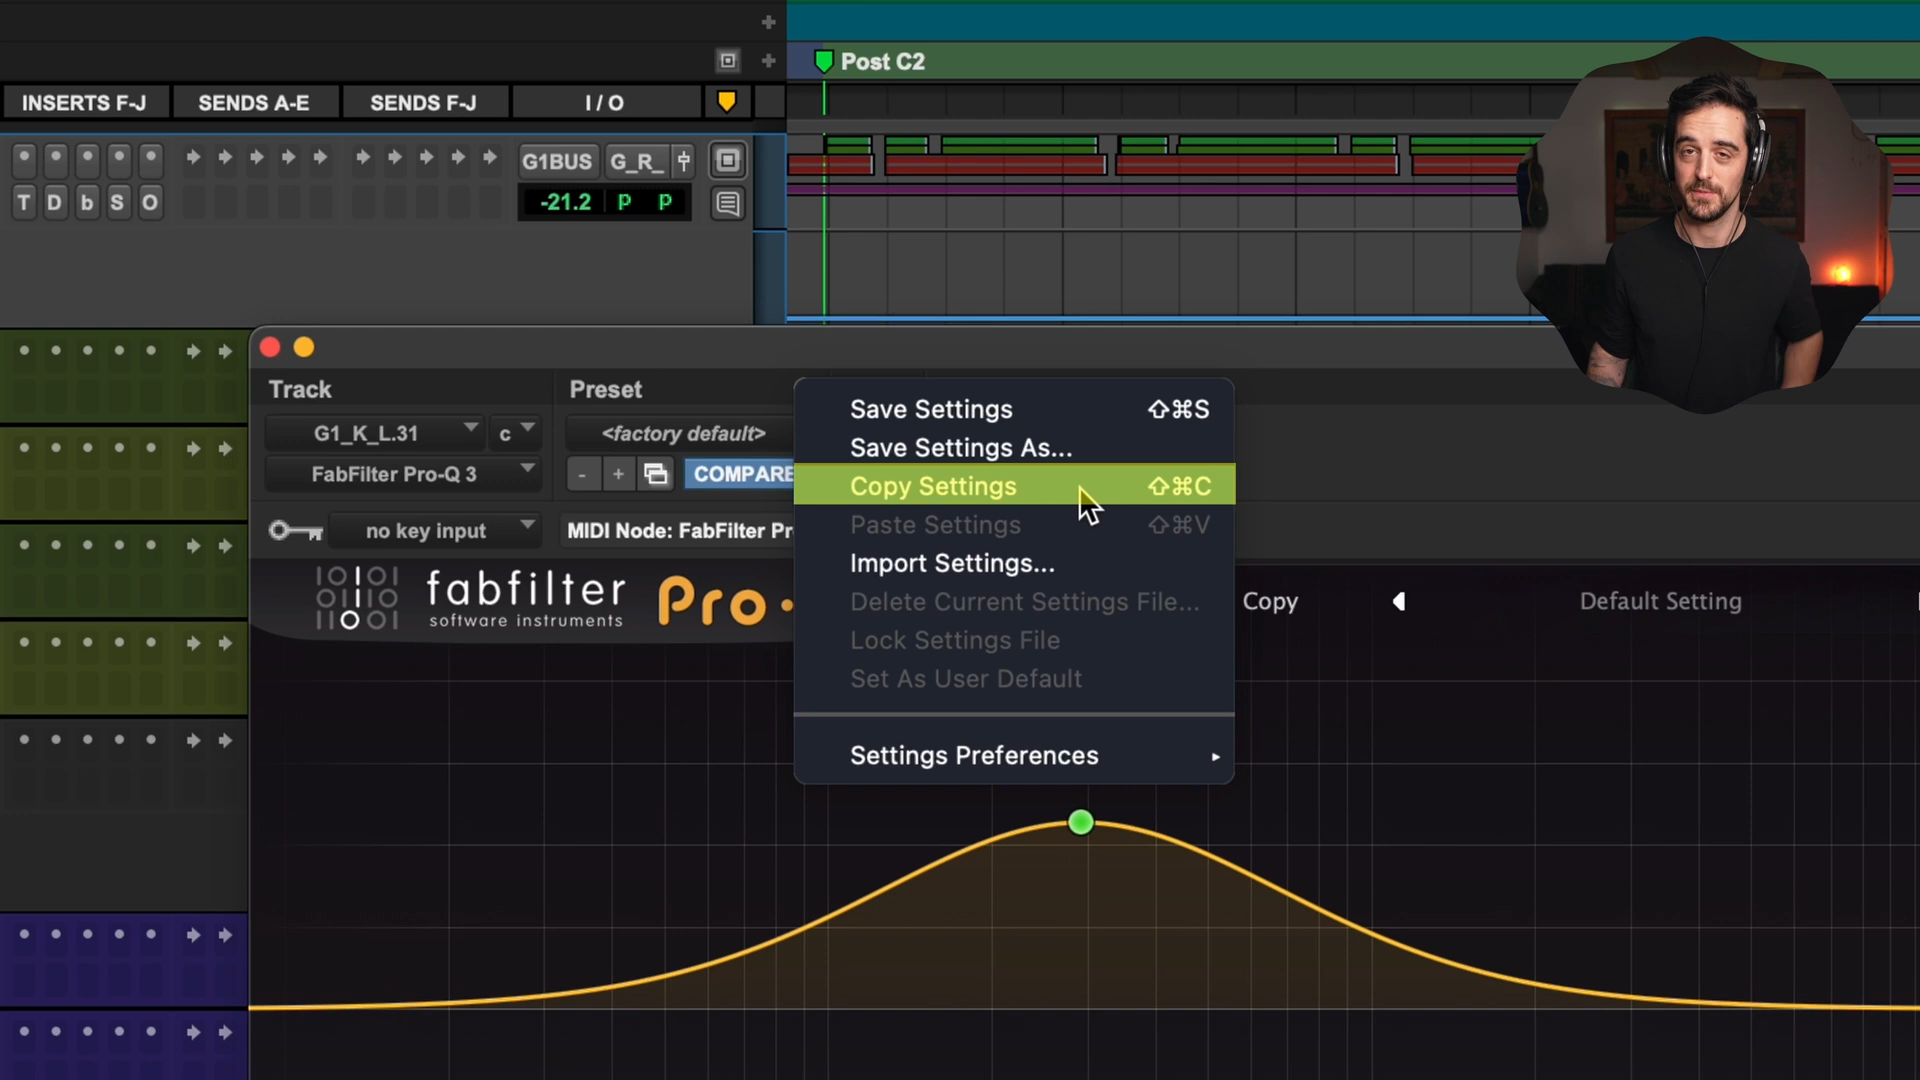 Post C2
INSERTS F-J
SENDS A-E
SENDS F-J
I / O
G1BUS
G_R_
T D b S O
-21.2 p p
Track
Preset
G1_K_L.31
c
<factory default>
FabFilter Pro-Q 3
- +
COMPARE
no key input
MIDI Node: FabFilter Pr
Save Settings ⇧⌘S
Save Settings As...
Copy Settings ⇧⌘C
Paste Settings ⇧⌘V
Import Settings...
Delete Current Settings File...
Lock Settings File
Set As User Default
Settings Preferences
fabfilter
software instruments
Pro·
Copy
Default Setting